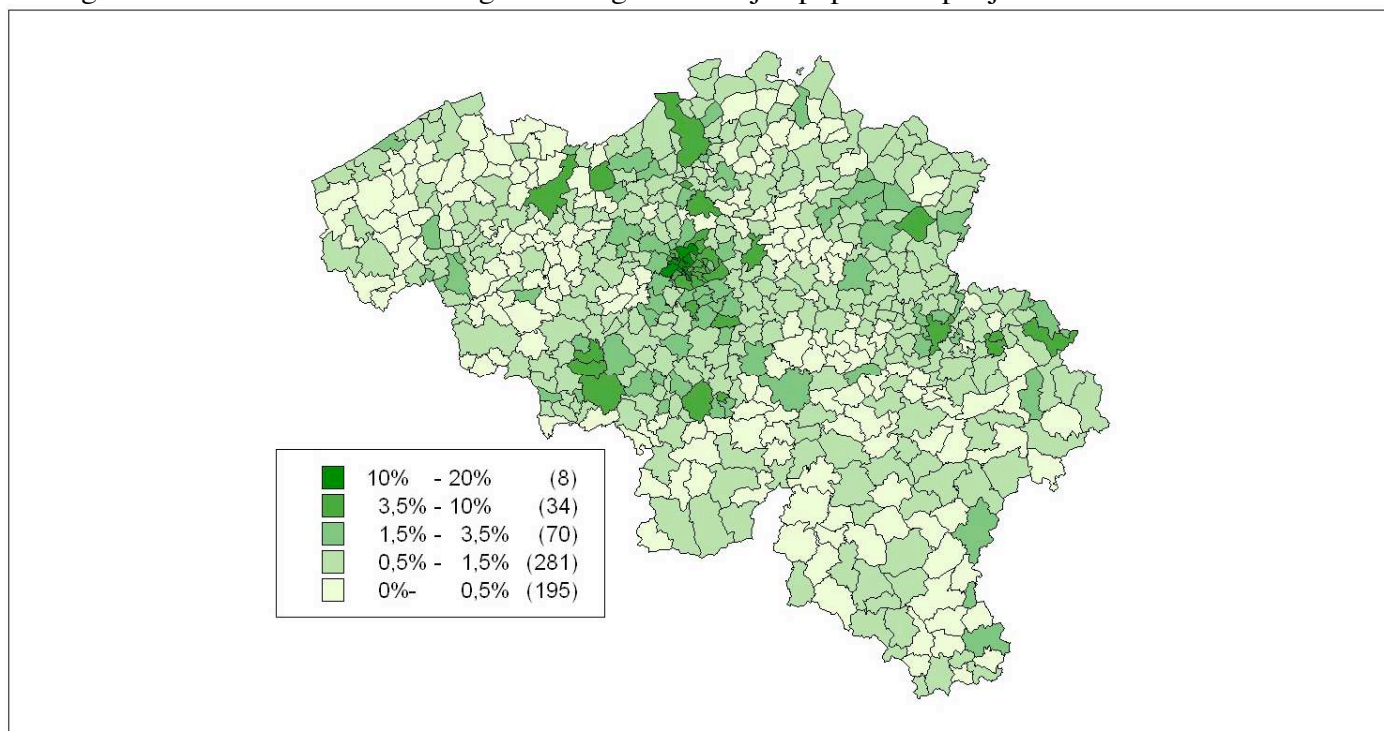 10% - 20% (8)
3,5% - 10% (34)
1,5% - 3,5% (70)
0,5% - 1,5% (281)
0%- 0,5% (195)